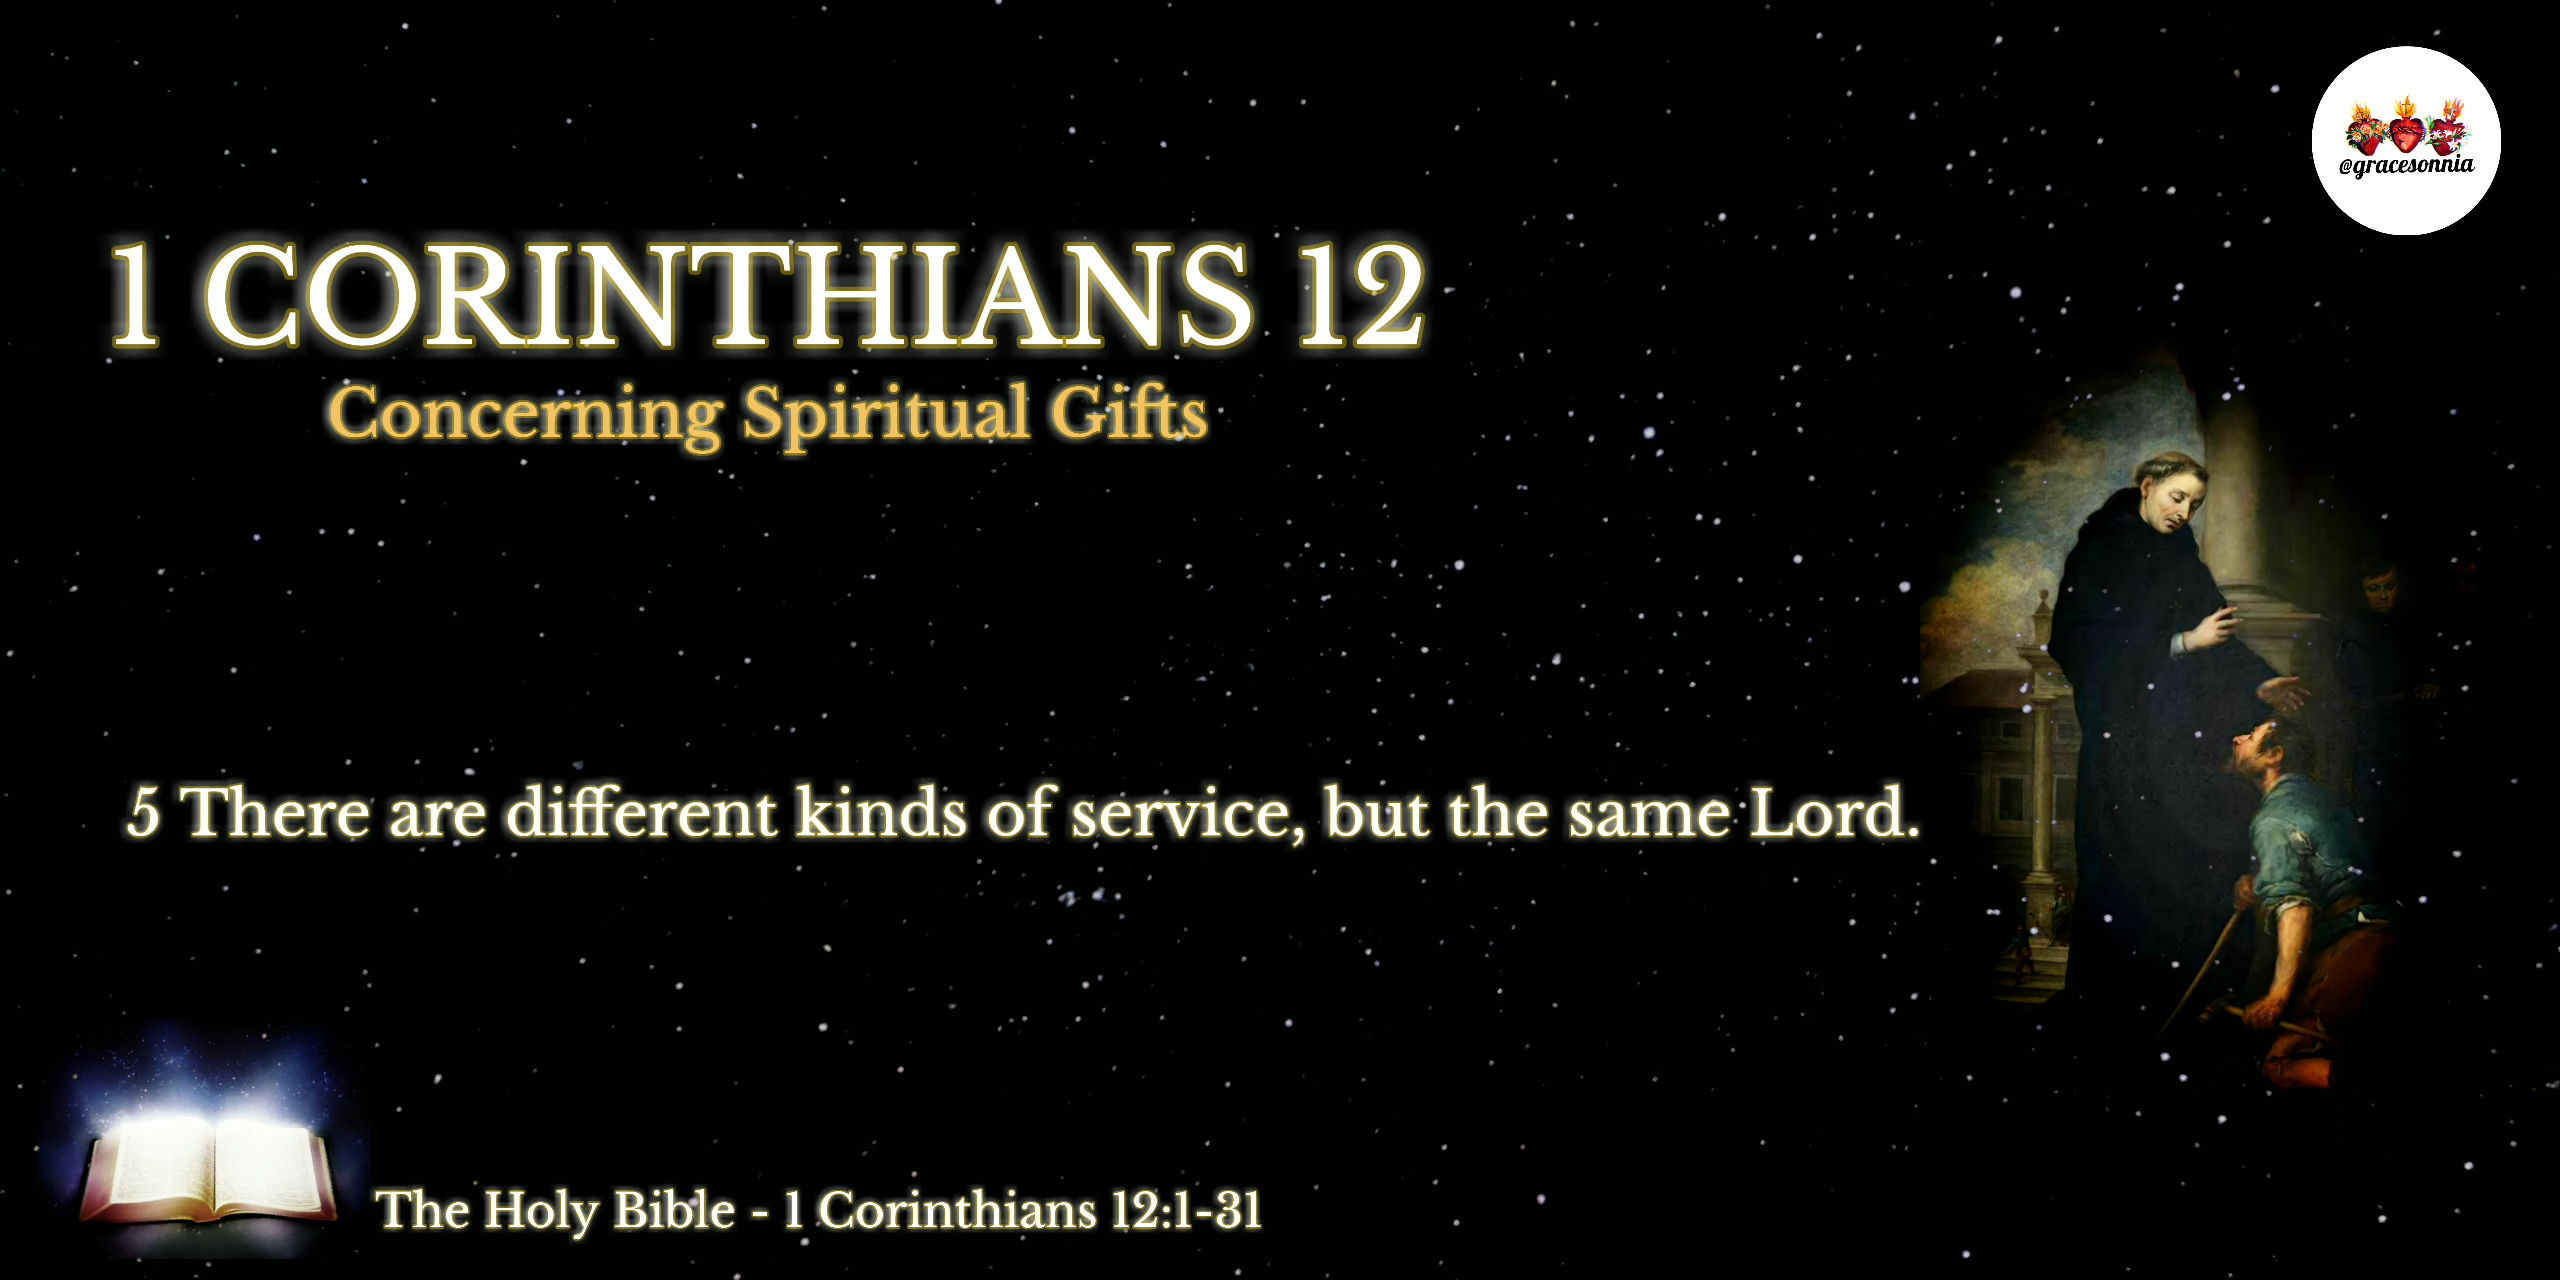 @gracesonnia
1 CORINTHIANS 12
Concerning Spiritual Gifts
5 There are different kinds of service, but the same Lord.
The Holy Bible - 1 Corinthians 12:1-31